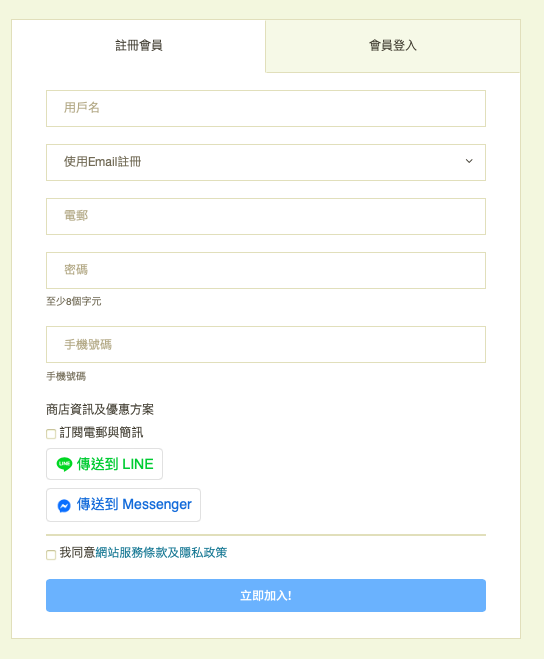 註冊會員
會員登入
用戶名
使用Email註冊
電郵
密碼
至少8個字元
手機號碼
手機號碼
商店資訊及優惠方案
訂閱電郵與簡訊
LINE 傳送到 LINE
傳送到 Messenger
我同意網站服務條款及隱私政策
立即加入!